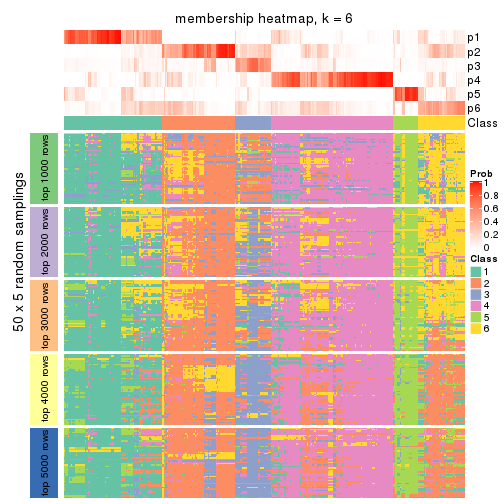 membership heatmap, k = 6
p1
p2
p3
p4
p5
p6
Class
50 x 5 random samplings
top 1000 rows
top 2000 rows
top 3000 rows
top 4000 rows
top 5000 rows
Prob
1
0.8
0.6
0.4
0.2
0
Class
1
2
3
4
5
6